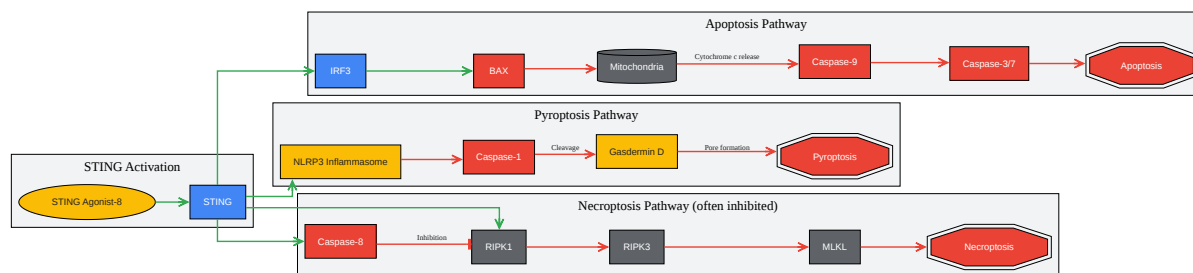 Apoptosis Pathway
IRF3
BAX
Mitochondria
Cytochrome c release
Caspase-9
Caspase-3/7
Apoptosis
Pyroptosis Pathway
NLRP3 Inflammasome
Caspase-1
Cleavage
Gasdermin D
Pore formation
Pyroptosis
STING Activation
STING Agonist-8
STING
Necroptosis Pathway (often inhibited)
Caspase-8
Inhibition
RIPK1
RIPK3
MLKL
Necroptosis